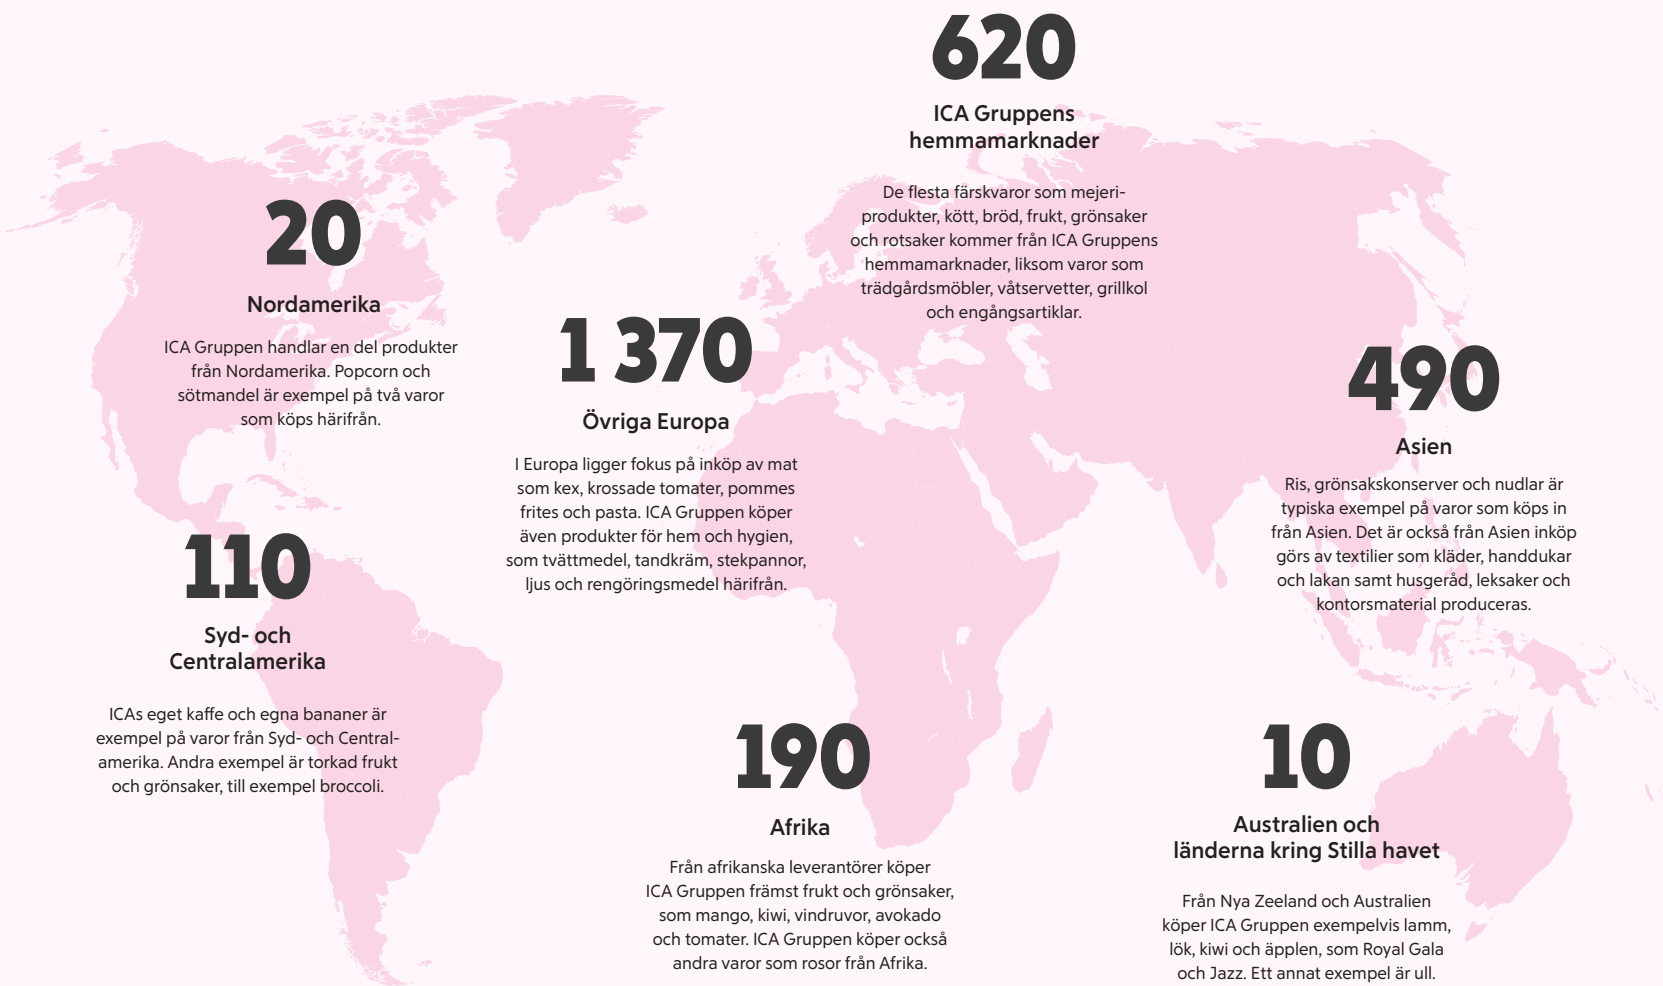 620
ICA Gruppens
hemmamarknader
De flesta färskvaror som mejeri-
produkter, kött, bröd, frukt, grönsaker
och rotsaker kommer från ICA Gruppens
hemmamarknader, liksom varor som
trädgårdsmöbler, våtservetter, grillkol
och engångsartiklar.
20
Nordamerika
ICA Gruppen handlar en del produkter
från Nordamerika. Popcorn och
sötmandel är exempel på två varor
som köps härifrån.
1 370
Övriga Europa
I Europa ligger fokus på inköp av mat
som kex, krossade tomater, pommes
frites och pasta. ICA Gruppen köper
även produkter för hem och hygien,
som tvättmedel, tandkräm, stekpannor,
ljus och rengöringsmedel härifrån.
490
Asien
Ris, grönsakskonserver och nudlar är
typiska exempel på varor som köps in
från Asien. Det är också från Asien inköp
görs av textilier som kläder, handdukar
och lakan samt husgeråd, leksaker och
kontorsmaterial produceras.
110
Syd- och
Centralamerika
ICAs eget kaffe och egna bananer är
exempel på varor från Syd- och Central-
amerika. Andra exempel är torkad frukt
och grönsaker, till exempel broccoli.
190
Afrika
Från afrikanska leverantörer köper
ICA Gruppen främst frukt och grönsaker,
som mango, kiwi, vindruvor, avokado
och tomater. ICA Gruppen köper också
andra varor som rosor från Afrika.
10
Australien och
länderna kring Stilla havet
Från Nya Zeeland och Australien
köper ICA Gruppen exempelvis lamm,
lök, kiwi och äpplen, som Royal Gala
och Jazz. Ett annat exempel är ull.